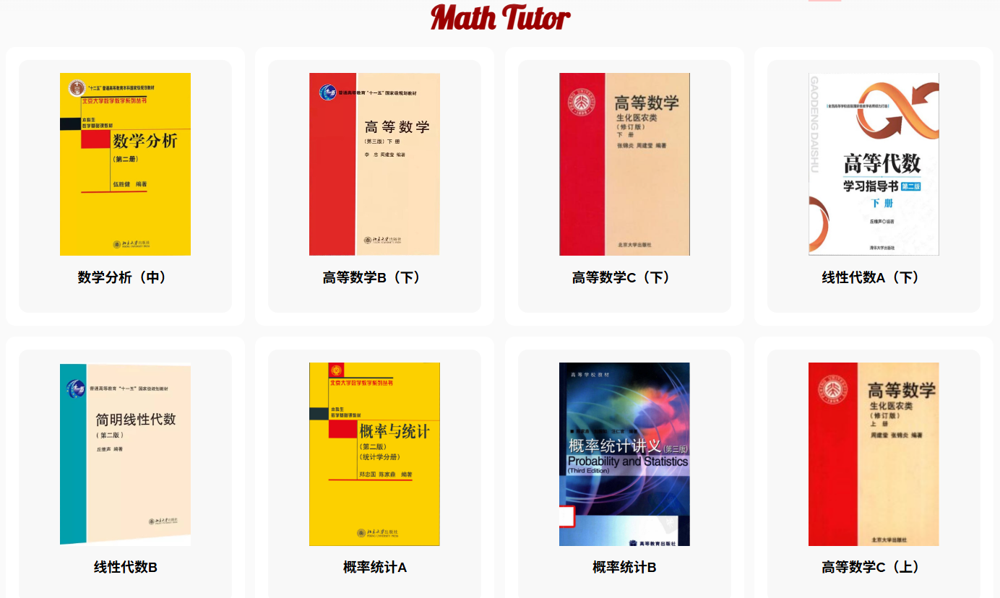 Math Tutor
"十二五"普通高等教育本科国家级规划教材
北京大学数学教学系列丛书
本科生
数学基础课教材
数学分析
(第二册)
伍胜健 编著
北京大学出版社
PEKING UNIVERSITY PRESS
数学分析（中）
普通高等教育"十一五"国家级规划教材
高等数学
(第三版) 下册
李 忠 周建莹 编著
北京大学出版社
高等数学B（下）
高等数学
生化医农类
(修订版)
下 册
张锦炎 周建莹 编著
北京大学出版社
高等数学C（下）
GAODENG DAISHU
高等代数
学习指导书 第二版
下 册
丘维声◎编著
清华大学出版社
线性代数A（下）
普通高等教育"十一五"国家级规划教材
简明线性代数
(第二版)
丘维声 编著
北京大学出版社
线性代数B
北京大学数学教学系列丛书
本科生
数学基础课教材
概率与统计
(第二版)
(统计学分册)
郑忠国 陈家鼎 编著
北京大学出版社
PEKING UNIVERSITY PRESS
概率统计A
高等学校教材
概率统计讲义(第三版)
Probability and Statistics
(Third Edition)
高等教育出版社
概率统计B
高等数学
生化医农类
(修订版)
上 册
周建莹 张锦炎 编著
北京大学出版社
高等数学C（上）